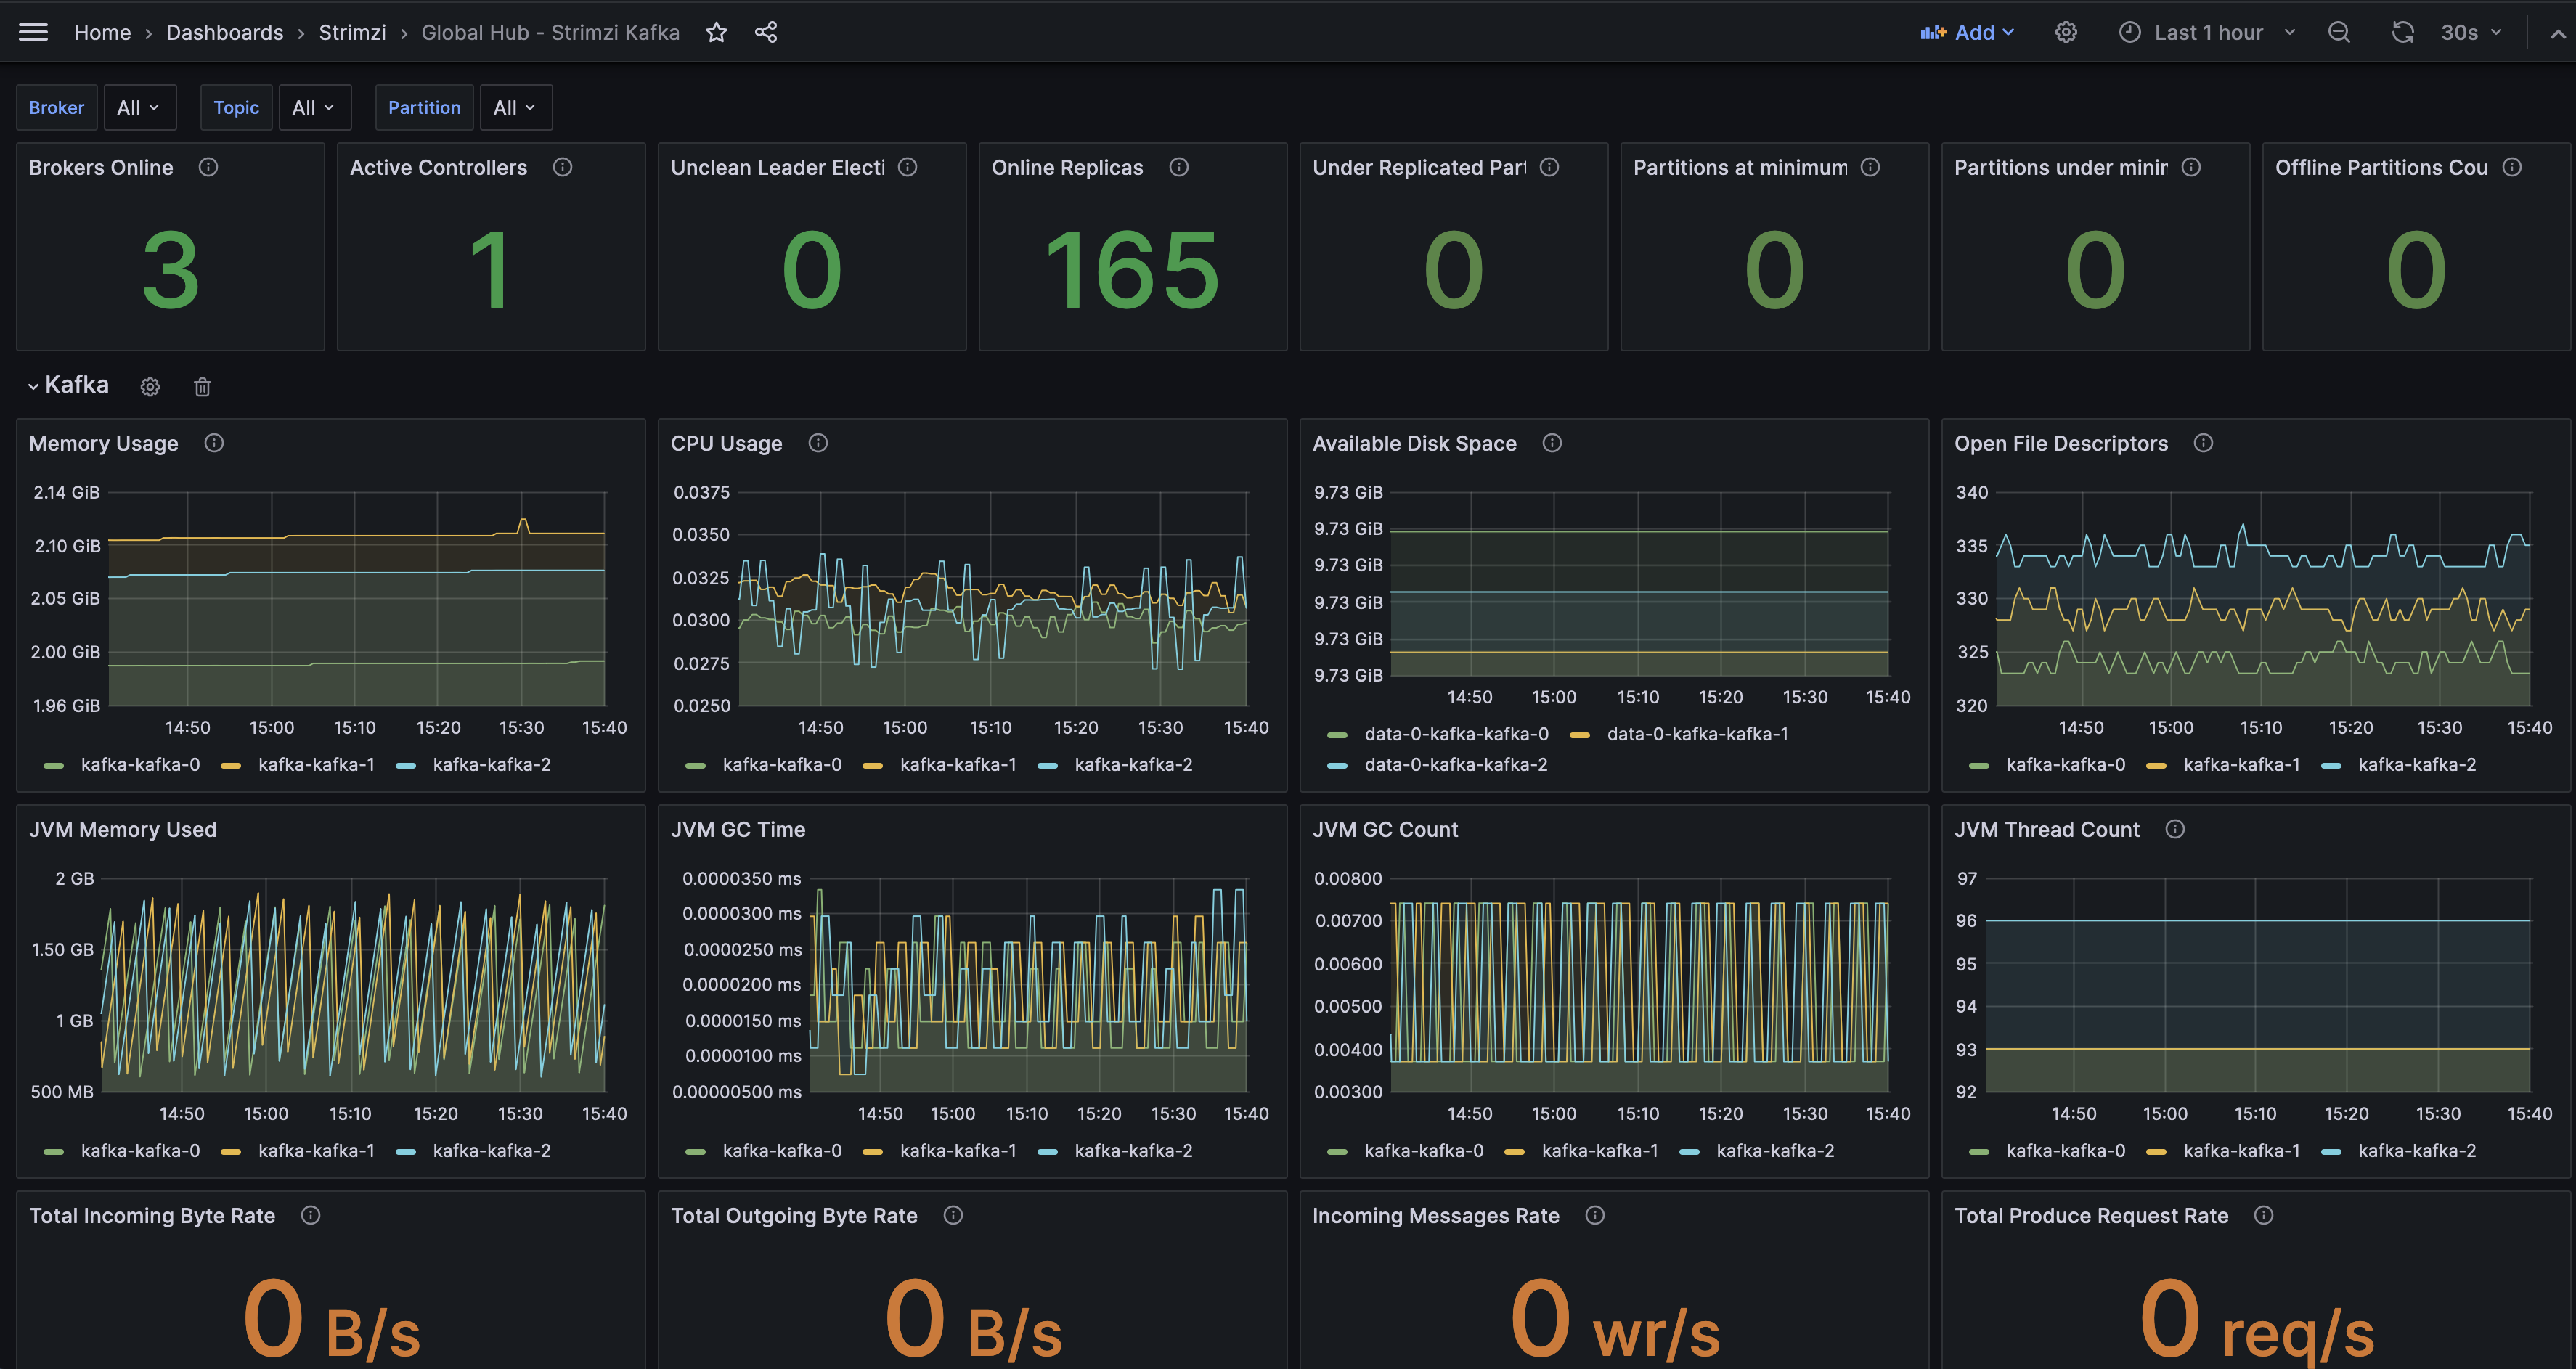 Home › Dashboards › Strimzi › Global Hub - Strimzi Kafka
Add
Last 1 hour
30s
Broker All Topic All Partition All
Brokers Online
3
Active Controllers
1
Unclean Leader Electi
0
Online Replicas
165
Under Replicated Par
0
Partitions at minimum
0
Partitions under minir
0
Offline Partitions Cou
0
Kafka
Memory Usage
2.14 GiB
2.10 GiB
2.05 GiB
2.00 GiB
1.96 GiB
14:50 15:00 15:10 15:20 15:30 15:40
kafka-kafka-0 kafka-kafka-1 kafka-kafka-2
CPU Usage
0.0375
0.0350
0.0325
0.0300
0.0275
0.0250
14:50 15:00 15:10 15:20 15:30 15:40
kafka-kafka-0 kafka-kafka-1 kafka-kafka-2
Available Disk Space
9.73 GiB
9.73 GiB
9.73 GiB
9.73 GiB
9.73 GiB
9.73 GiB
14:50 15:00 15:10 15:20 15:30 15:40
data-0-kafka-kafka-0 data-0-kafka-kafka-1
data-0-kafka-kafka-2
Open File Descriptors
340
335
330
325
320
14:50 15:00 15:10 15:20 15:30 15:40
kafka-kafka-0 kafka-kafka-1 kafka-kafka-2
JVM Memory Used
2 GB
1.50 GB
1 GB
500 MB
14:50 15:00 15:10 15:20 15:30 15:40
kafka-kafka-0 kafka-kafka-1 kafka-kafka-2
JVM GC Time
0.0000350 ms
0.0000300 ms
0.0000250 ms
0.0000200 ms
0.0000150 ms
0.0000100 ms
0.00000500 ms
14:50 15:00 15:10 15:20 15:30 15:40
kafka-kafka-0 kafka-kafka-1 kafka-kafka-2
JVM GC Count
0.00800
0.00700
0.00600
0.00500
0.00400
0.00300
14:50 15:00 15:10 15:20 15:30 15:40
kafka-kafka-0 kafka-kafka-1 kafka-kafka-2
JVM Thread Count
97
96
95
94
93
92
14:50 15:00 15:10 15:20 15:30 15:40
kafka-kafka-0 kafka-kafka-1 kafka-kafka-2
Total Incoming Byte Rate
0 B/s
Total Outgoing Byte Rate
0 B/s
Incoming Messages Rate
0 wr/s
Total Produce Request Rate
0 req/s